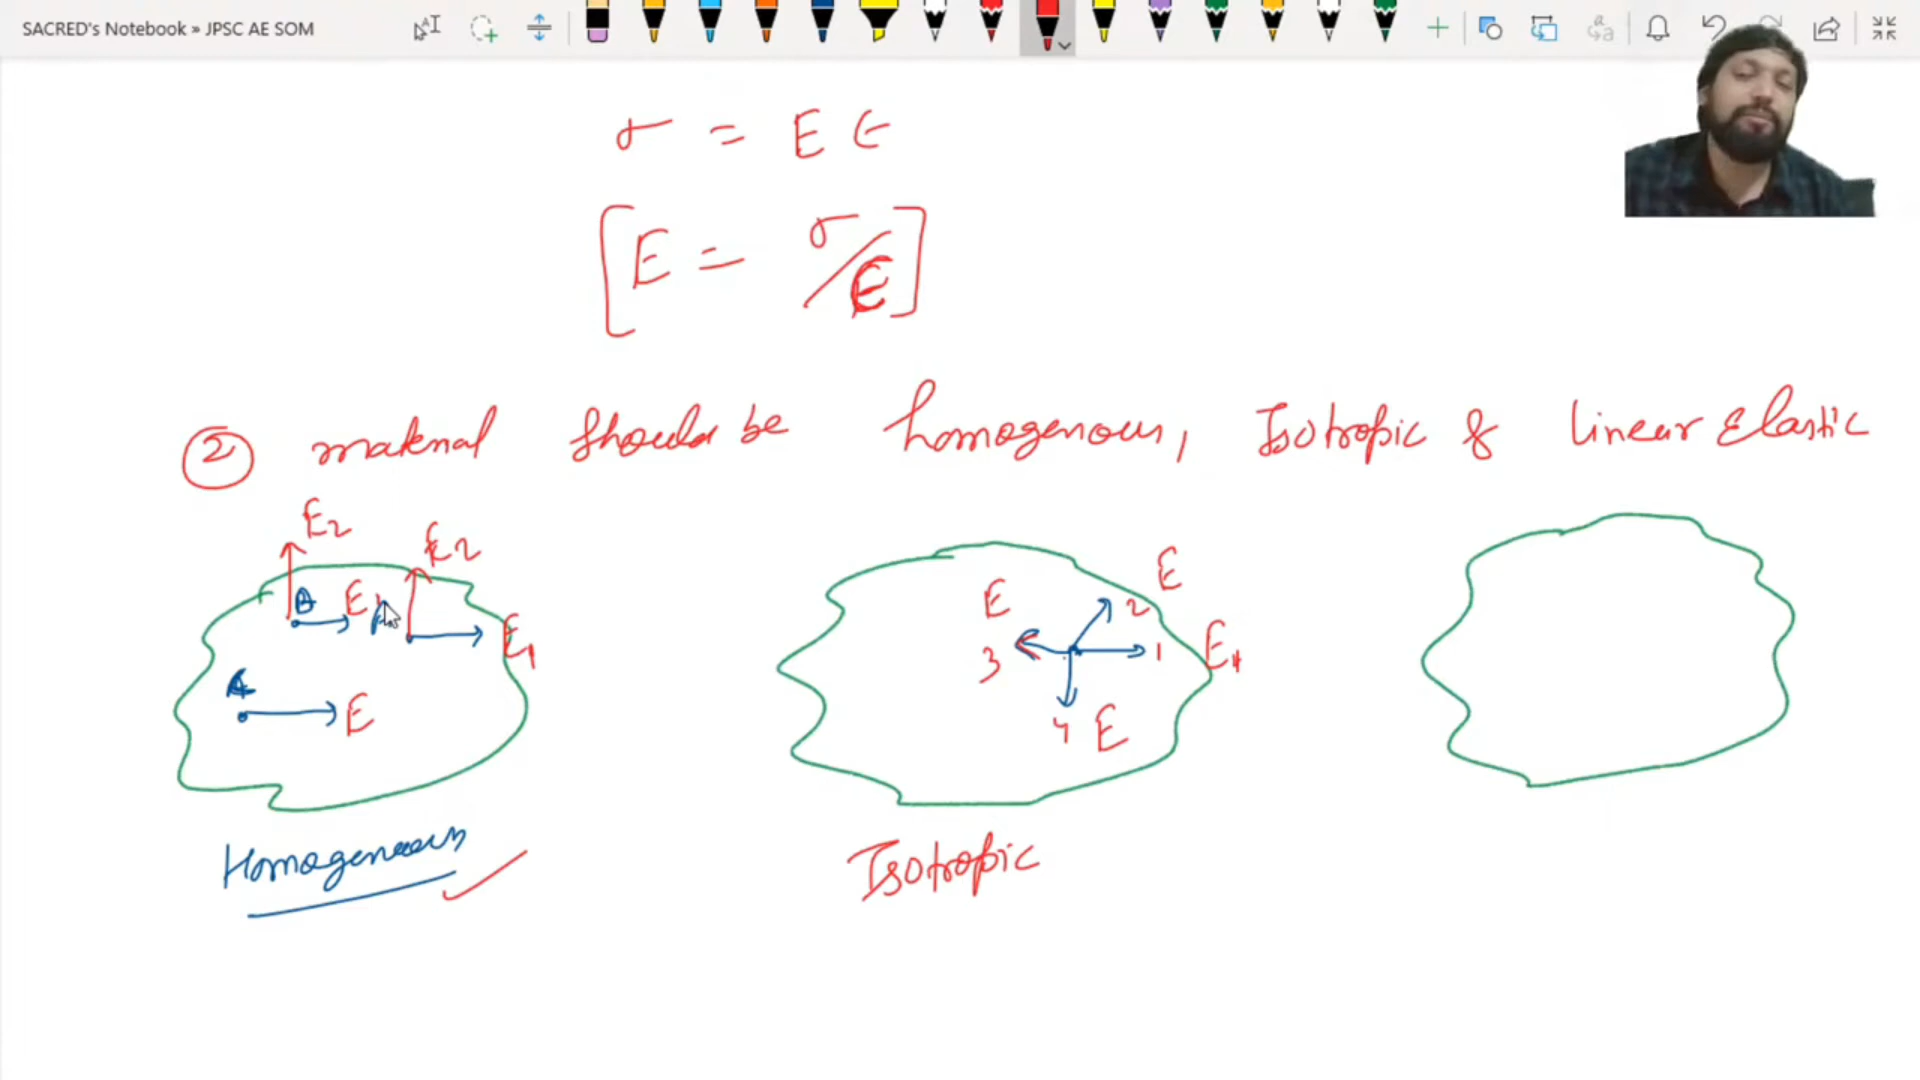 SACRED's Notebook » JPSC AE SOM
σ = E ϵ
[E = σ/ϵ]
② material should be homogenous, Isotropic & linear Elastic
E2 E2
B E1 E1
A E
E
E 2
3 1 E1
4 E
Homogeneous
Isotropic